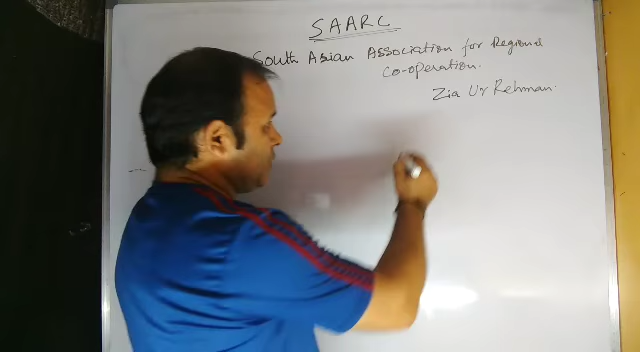 SAARC
South Asian Association for Regional
Co-operation.
Zia Ur Rehman.